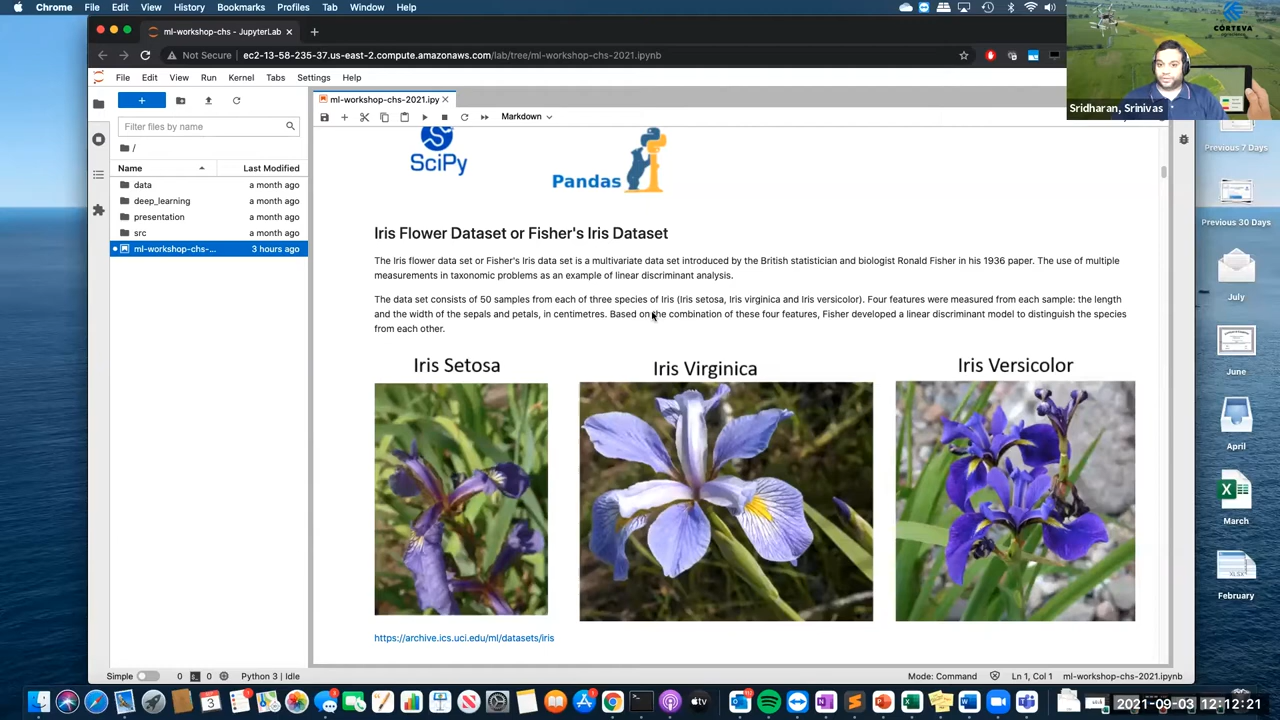 Chrome File Edit View History Bookmarks Profiles Tab Window Help
ml-workshop-chs - JupyterLab
Not Secure ec2-13-58-235-37.us-east-2.compute.amazonaws.com/lab/tree/ml-workshop-chs-2021.ipynb
CORTEVA
agriscience
Sridharan, Srinivas
File Edit View Run Kernel Tabs Settings Help
ml-workshop-chs-2021.ipy
Markdown
Filter files by name
/
Name Last Modified
data a month ago
deep_learning a month ago
presentation a month ago
src a month ago
ml-workshop-chs-... 3 hours ago
SciPy
Pandas
Iris Flower Dataset or Fisher's Iris Dataset
The Iris flower data set or Fisher's Iris data set is a multivariate data set introduced by the British statistician and biologist Ronald Fisher in his 1936 paper. The use of multiple
measurements in taxonomic problems as an example of linear discriminant analysis.
The data set consists of 50 samples from each of three species of Iris (Iris setosa, Iris virginica and Iris versicolor). Four features were measured from each sample: the length
and the width of the sepals and petals, in centimetres. Based on the combination of these four features, Fisher developed a linear discriminant model to distinguish the species
from each other.
Iris Setosa
Iris Virginica
Iris Versicolor
https://archive.ics.uci.edu/ml/datasets/iris
Previous 7 Days
Previous 30 Days
July
June
April
March
XLSX
February
Simple 0 0 Python 3 | Idle
Mode: Command Ln 1, Col 1 ml-workshop-chs-2021.ipynb
tv
2021-09-03 12:12:21